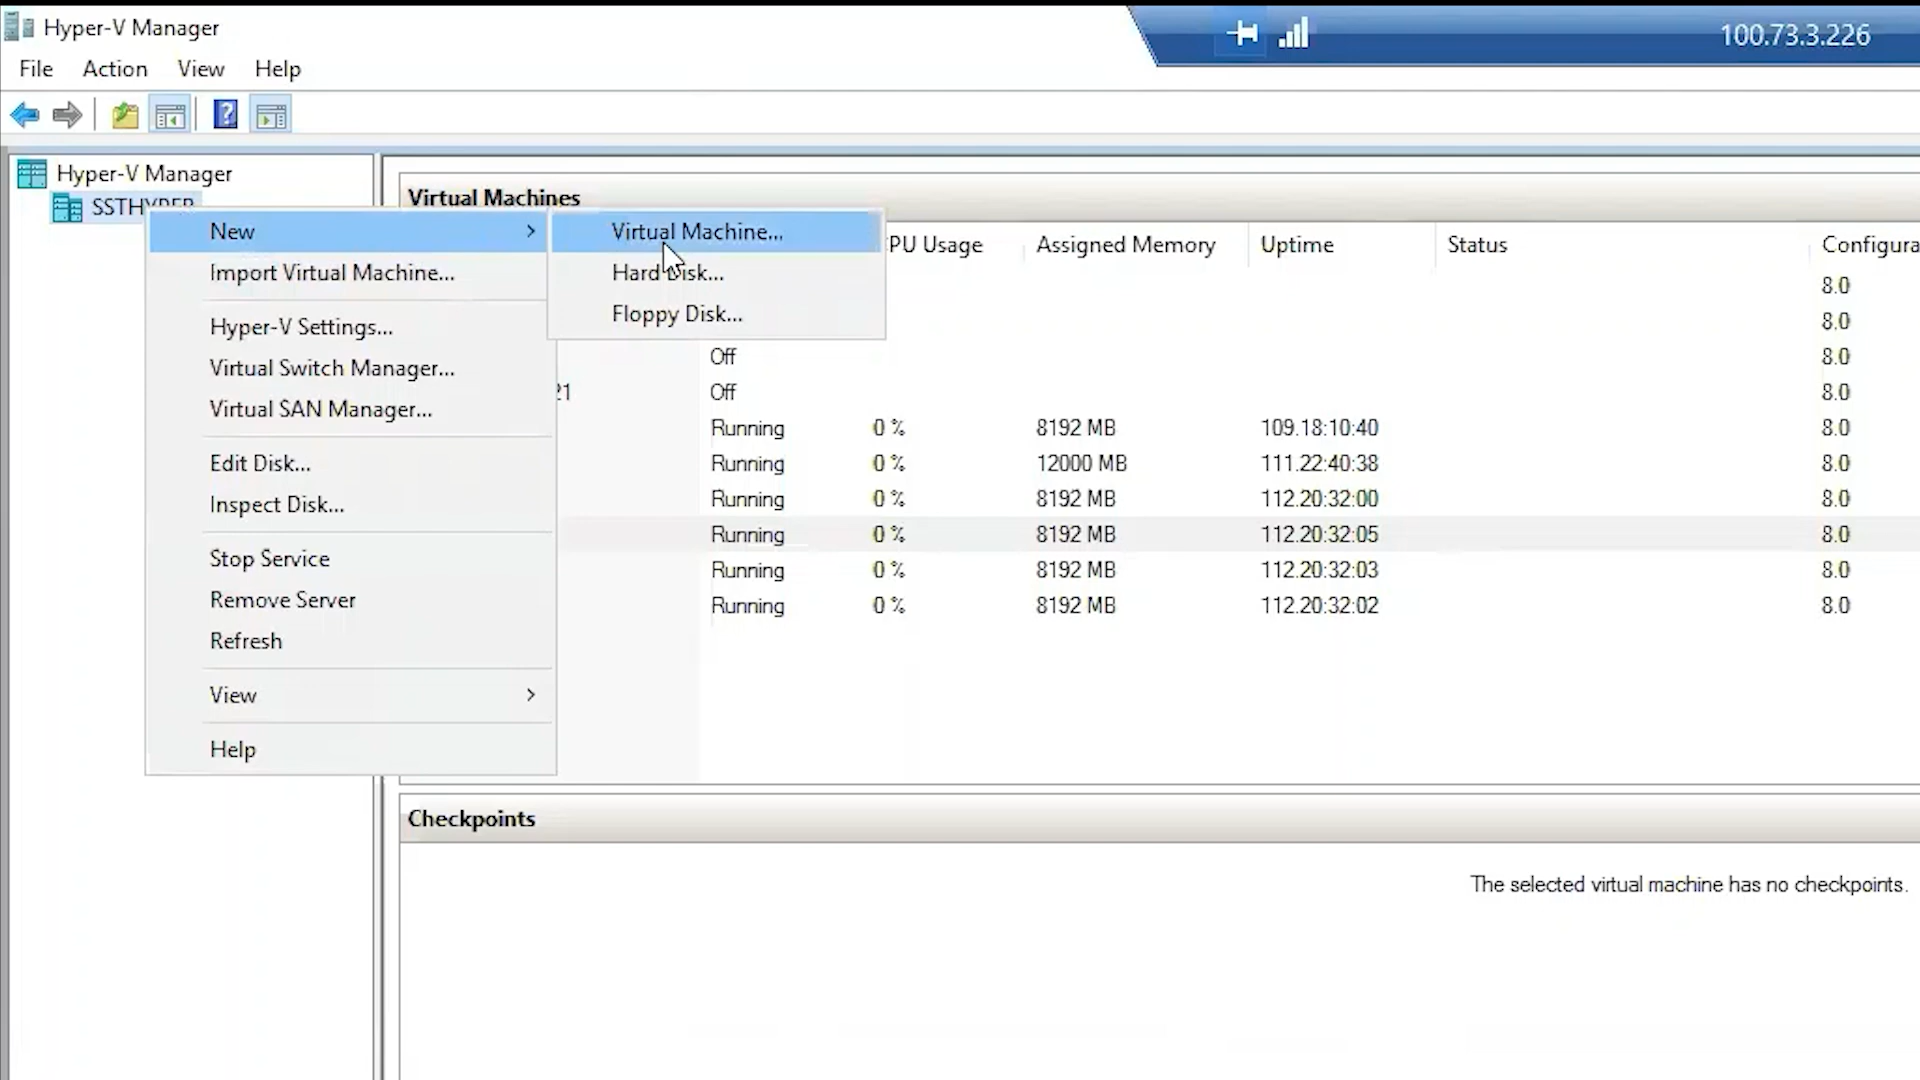 Hyper-V Manager
100.73.3.226
File Action View Help
Hyper-V Manager
Virtual Machines
New
Import Virtual Machine...
Hyper-V Settings...
Virtual Switch Manager...
Virtual SAN Manager...
Edit Disk...
Inspect Disk...
Stop Service
Remove Server
Refresh
View
Help
Virtual Machine...
Hard Disk...
Floppy Disk...
PU Usage Assigned Memory Uptime Status Configura
8.0
8.0
Off 8.0
21 Off 8.0
Running 0 % 8192 MB 109.18:10:40 8.0
Running 0 % 12000 MB 111.22:40:38 8.0
Running 0 % 8192 MB 112.20:32:00 8.0
Running 0 % 8192 MB 112.20:32:05 8.0
Running 0 % 8192 MB 112.20:32:03 8.0
Running 0 % 8192 MB 112.20:32:02 8.0
Checkpoints
The selected virtual machine has no checkpoints.